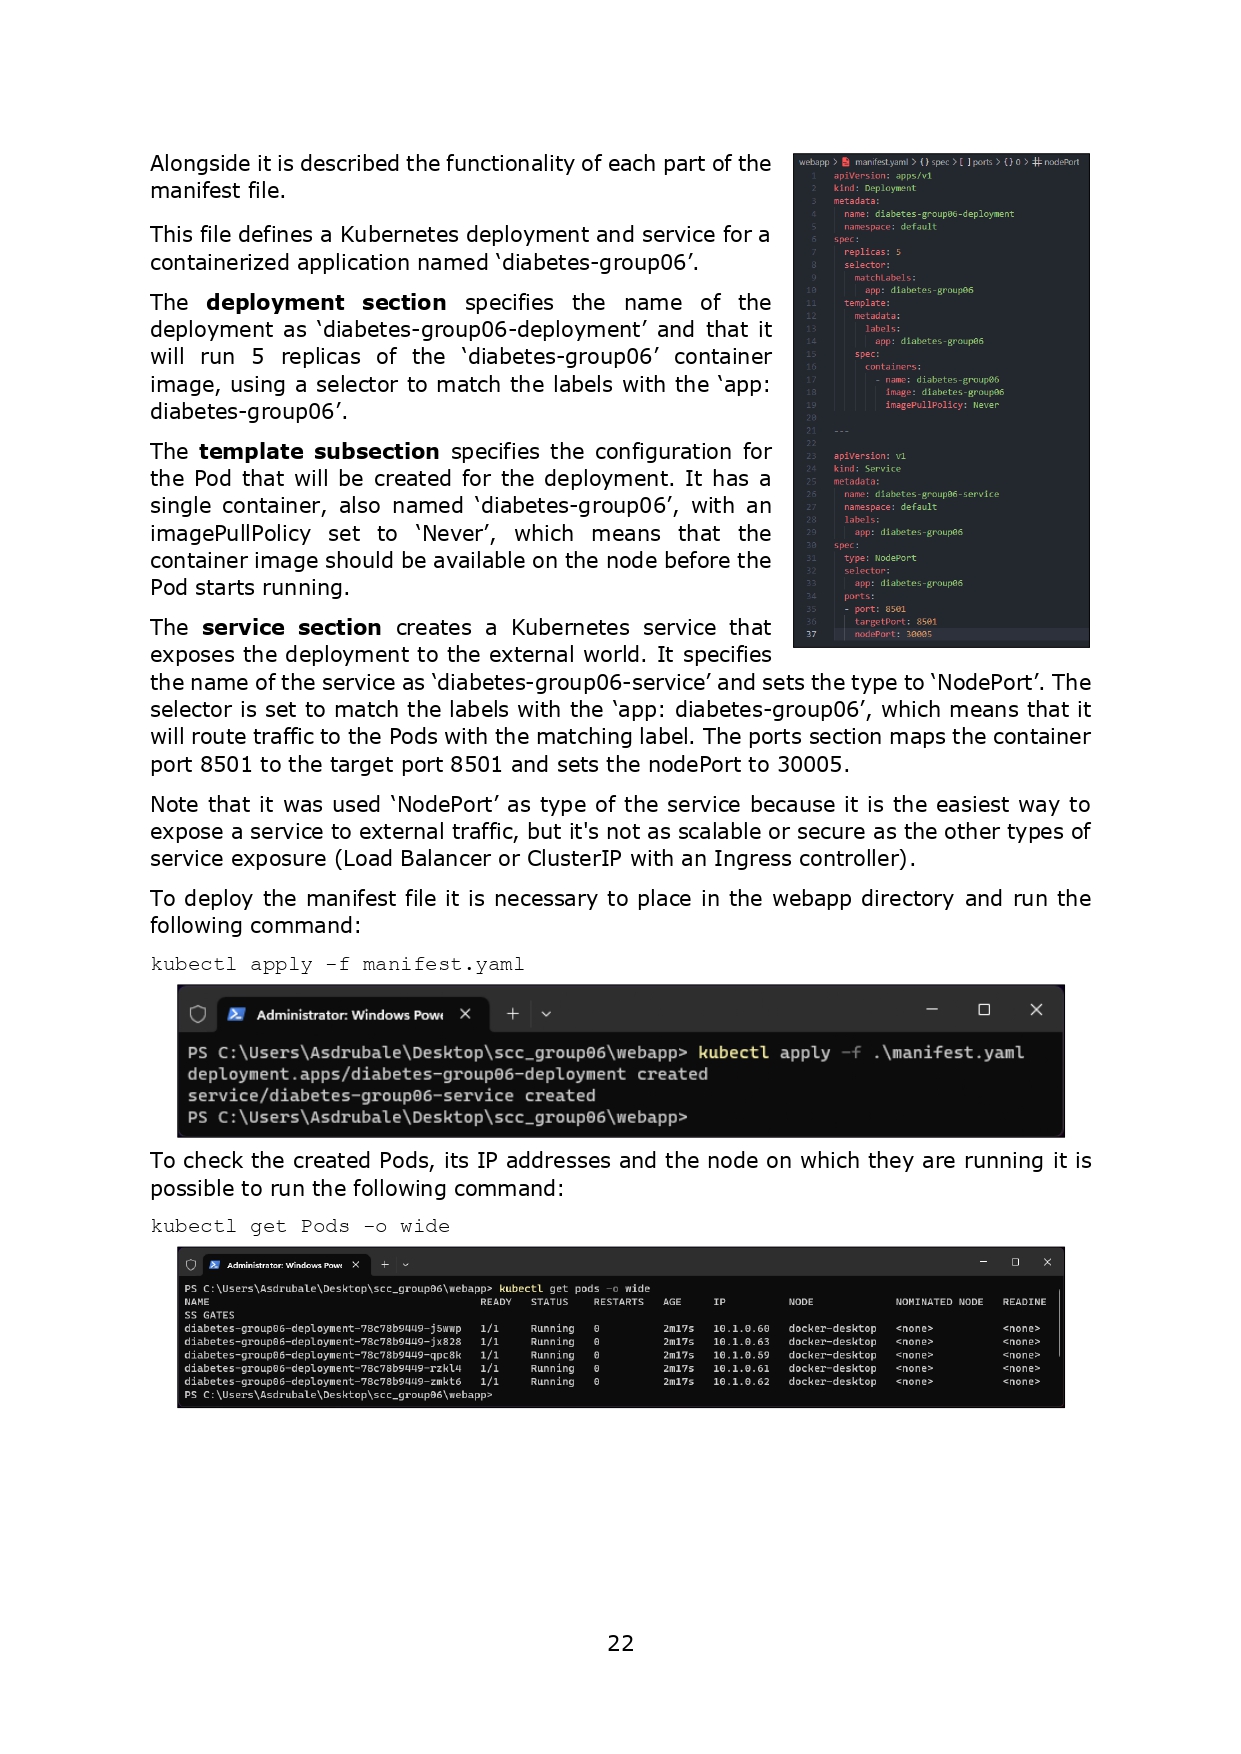 Alongside it is described the functionality of each part of the
manifest file.
This file defines a Kubernetes deployment and service for a
containerized application named ‘diabetes-group06’.
The deployment section specifies the name of the
deployment as ‘diabetes-group06-deployment’ and that it
will run 5 replicas of the ‘diabetes-group06’ container
image, using a selector to match the labels with the ‘app:
diabetes-group06’.
The template subsection specifies the configuration for
the Pod that will be created for the deployment. It has a
single container, also named ‘diabetes-group06’, with an
imagePullPolicy set to ‘Never’, which means that the
container image should be available on the node before the
Pod starts running.
The service section creates a Kubernetes service that
exposes the deployment to the external world. It specifies
the name of the service as ‘diabetes-group06-service’ and sets the type to ‘NodePort’. The
selector is set to match the labels with the ‘app: diabetes-group06’, which means that it
will route traffic to the Pods with the matching label. The ports section maps the container
port 8501 to the target port 8501 and sets the nodePort to 30005.
webapp > manifest.yaml > {} spec > [ ] ports > {} 0 > # nodePort
1 apiVersion: apps/v1
2 kind: Deployment
3 metadata:
4 name: diabetes-group06-deployment
5 namespace: default
6 spec:
7 replicas: 5
8 selector:
9 matchLabels:
10 app: diabetes-group06
11 template:
12 metadata:
13 labels:
14 app: diabetes-group06
15 spec:
16 containers:
17 - name: diabetes-group06
18 image: diabetes-group06
19 imagePullPolicy: Never
20
21 ---
22
23 apiVersion: v1
24 kind: Service
25 metadata:
26 name: diabetes-group06-service
27 namespace: default
28 labels:
29 app: diabetes-group06
30 spec:
31 type: NodePort
32 selector:
33 app: diabetes-group06
34 ports:
35 - port: 8501
36 targetPort: 8501
37 nodePort: 30005
Note that it was used ‘NodePort’ as type of the service because it is the easiest way to
expose a service to external traffic, but it's not as scalable or secure as the other types of
service exposure (Load Balancer or ClusterIP with an Ingress controller).
To deploy the manifest file it is necessary to place in the webapp directory and run the
following command:
kubectl apply -f manifest.yaml
Administrator: Windows Powe
PS C:\Users\Asdrubale\Desktop\scc_group06\webapp> kubectl apply -f .\manifest.yaml
deployment.apps/diabetes-group06-deployment created
service/diabetes-group06-service created
PS C:\Users\Asdrubale\Desktop\scc_group06\webapp>
To check the created Pods, its IP addresses and the node on which they are running it is
possible to run the following command:
kubectl get Pods -o wide
Administrator: Windows Powe
PS C:\Users\Asdrubale\Desktop\scc_group06\webapp> kubectl get pods -o wide
NAME READY STATUS RESTARTS AGE IP NODE NOMINATED NODE READINE
SS GATES
diabetes-group06-deployment-78c78b9449-j5wwp 1/1 Running 0 2m17s 10.1.0.60 docker-desktop <none> <none>
diabetes-group06-deployment-78c78b9449-jx828 1/1 Running 0 2m17s 10.1.0.63 docker-desktop <none> <none>
diabetes-group06-deployment-78c78b9449-qpc8k 1/1 Running 0 2m17s 10.1.0.59 docker-desktop <none> <none>
diabetes-group06-deployment-78c78b9449-rzkl4 1/1 Running 0 2m17s 10.1.0.61 docker-desktop <none> <none>
diabetes-group06-deployment-78c78b9449-zmkt6 1/1 Running 0 2m17s 10.1.0.62 docker-desktop <none> <none>
PS C:\Users\Asdrubale\Desktop\scc_group06\webapp>
22